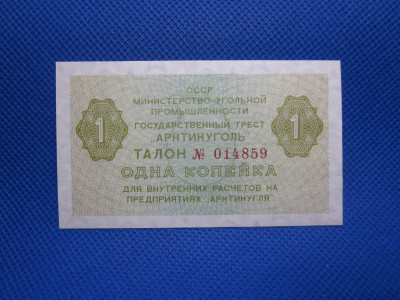 СССР
МИНИСТЕРСТВО УГОЛЬНОЙ
ПРОМЫШЛЕННОСТИ
ГОСУДАРСТВЕННЫЙ ТРЕСТ
"АРКТИКУГОЛЬ"
1 1
ТАЛОН № 014859
ОДНА КОПЕЙКА
ДЛЯ ВНУТРЕННИХ РАСЧЕТОВ НА
ПРЕДПРИЯТИЯХ "АРКТИКУГЛЯ"